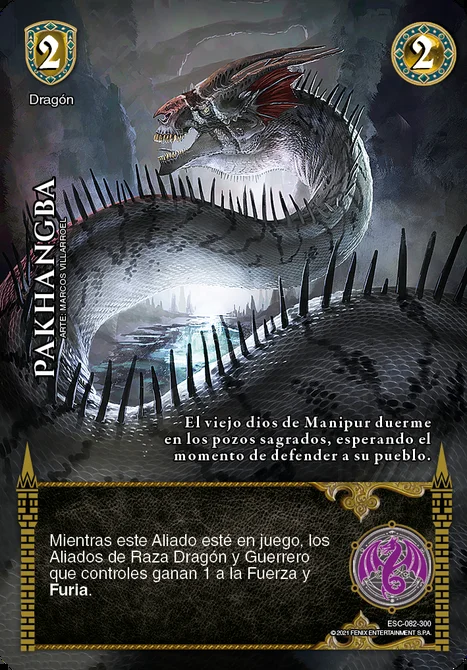 2
2
Dragón
PAKHANGBA
ARTE: MARCOS VILLARROEL
El viejo dios de Manipur duerme
en los pozos sagrados, esperando el
momento de defender a su pueblo.
Mientras este Aliado esté en juego, los
Aliados de Raza Dragón y Guerrero
que controles ganan 1 a la Fuerza y
Furia.
ESC-082-300
©2021 FENIX ENTERTAINMENT S.P.A.